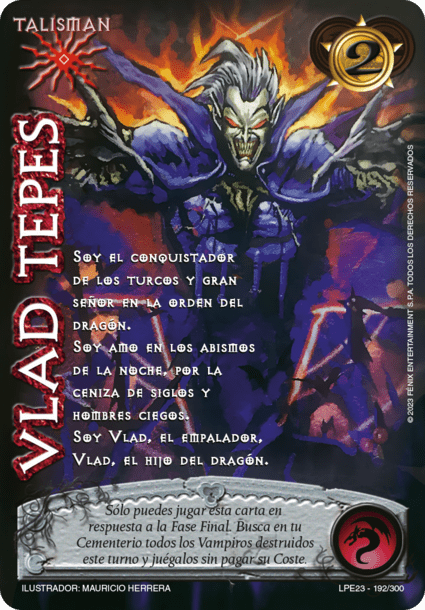 TALISMAN
2
VLAD TEPES
Soy el conquistador
de los turcos y gran
señor en la orden del
dragón.
Soy amo en los abismos
de la noche, por la
ceniza de siglos y
hombres ciegos.
Soy Vlad, el empalador,
Vlad, el hijo del dragón.
Sólo puedes jugar esta carta en
respuesta a la Fase Final. Busca en tu
Cementerio todos los Vampiros destruidos
este turno y juégalos sin pagar su Coste.
ILUSTRADOR: MAURICIO HERRERA
LPE23 - 192/300
© 2023 FÉNIX ENTERTAINMENT S.P.A. TODOS LOS DERECHOS RESERVADOS